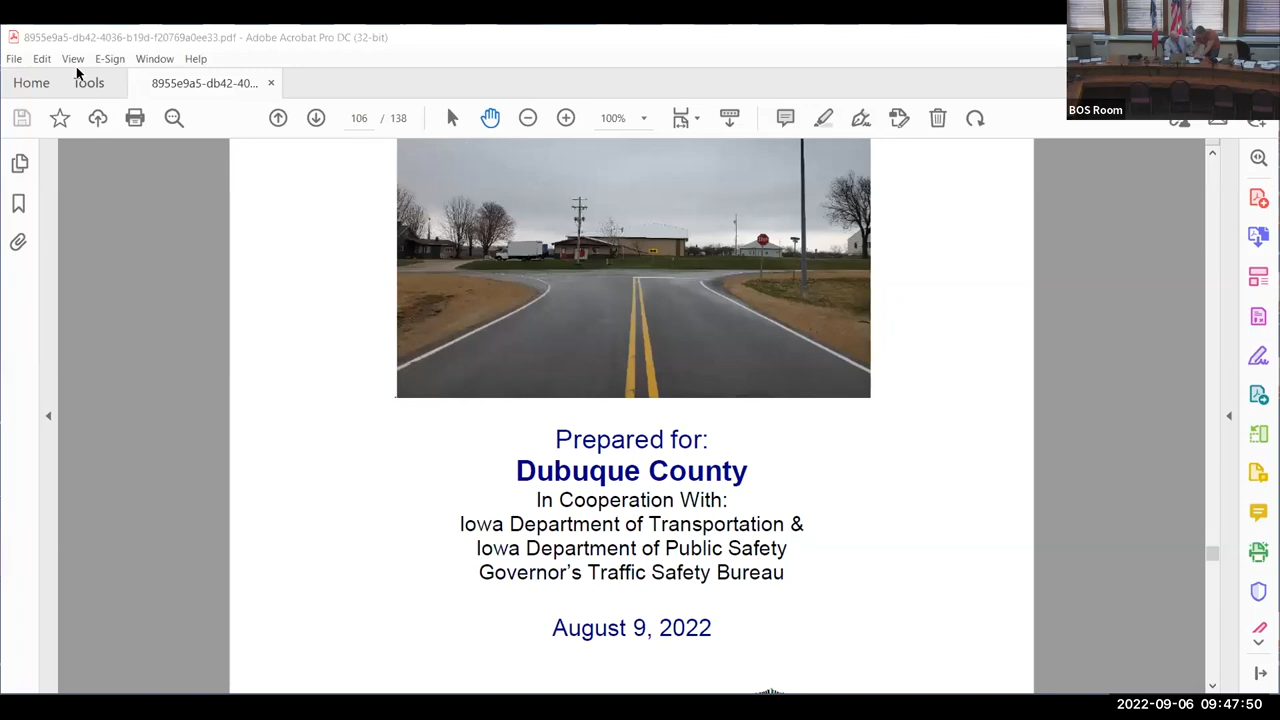 8955e9a5-db42-4036-b19d-f20769a0ee33.pdf - Adobe Acrobat Pro DC (32-bit)
File Edit View E-Sign Window Help
Home Tools 8955e9a5-db42-40... ×
106 / 138 100%
BOS Room
STOP
Prepared for:
Dubuque County
In Cooperation With:
Iowa Department of Transportation &
Iowa Department of Public Safety
Governor's Traffic Safety Bureau
August 9, 2022
2022-09-06 09:47:50